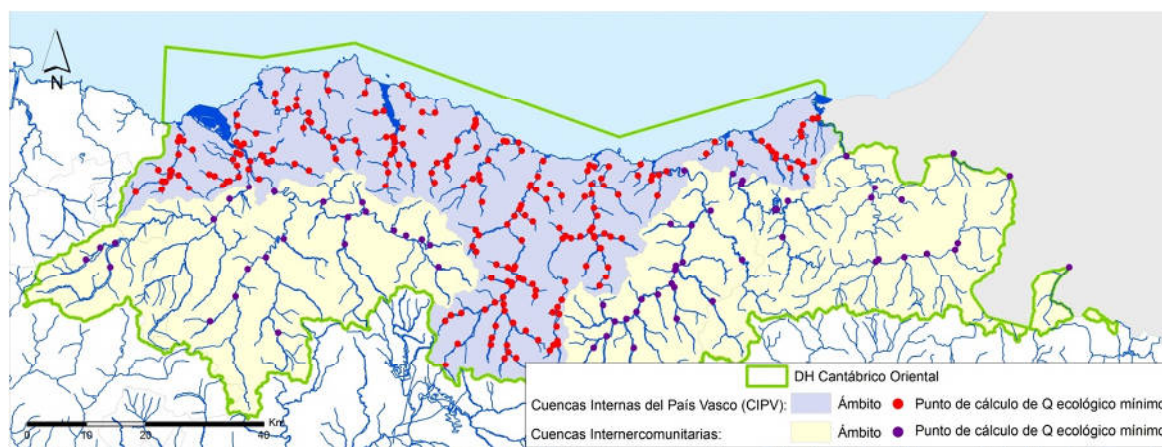 N
0 10 20 40 Km
DH Cantábrico Oriental
Cuencas Internas del País Vasco (CIPV): Ámbito Punto de cálculo de Q ecológico mínimo
Cuencas Internercomunitarias: Ámbito Punto de cálculo de Q ecológico mínimo